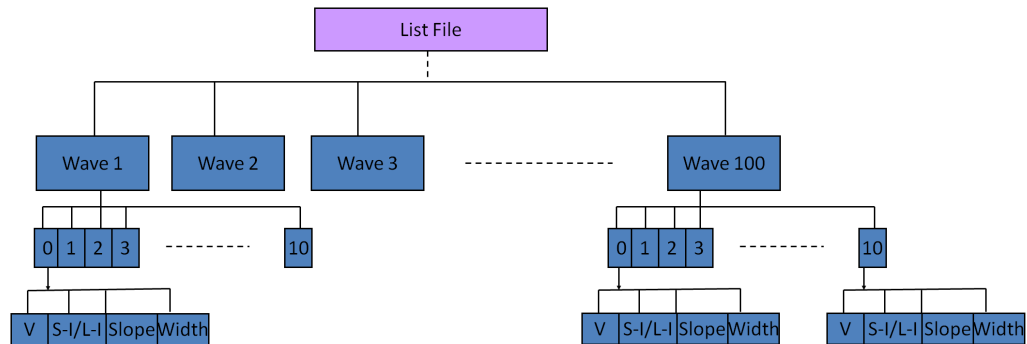 List File
Wave 1 Wave 2 Wave 3 Wave 100
0 1 2 3 10 0 1 2 3 10
V S-I/L-I Slope Width V S-I/L-I Slope Width V S-I/L-I Slope Width